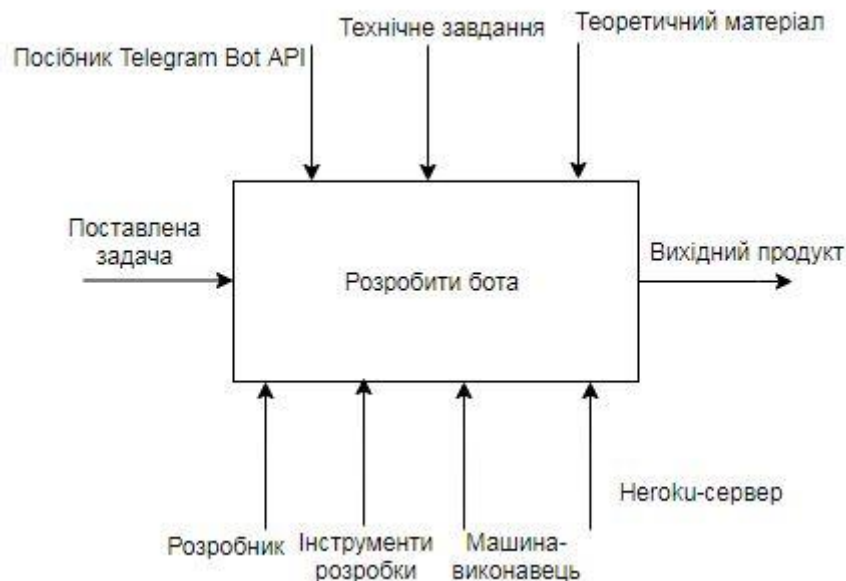 Посібник Telegram Bot API
Технічне завдання
Теоретичний матеріал
Поставлена
задача
Розробити бота
Вихідний продукт
Розробник
Інструменти
розробки
Машина-
виконавець
Heroku-сервер